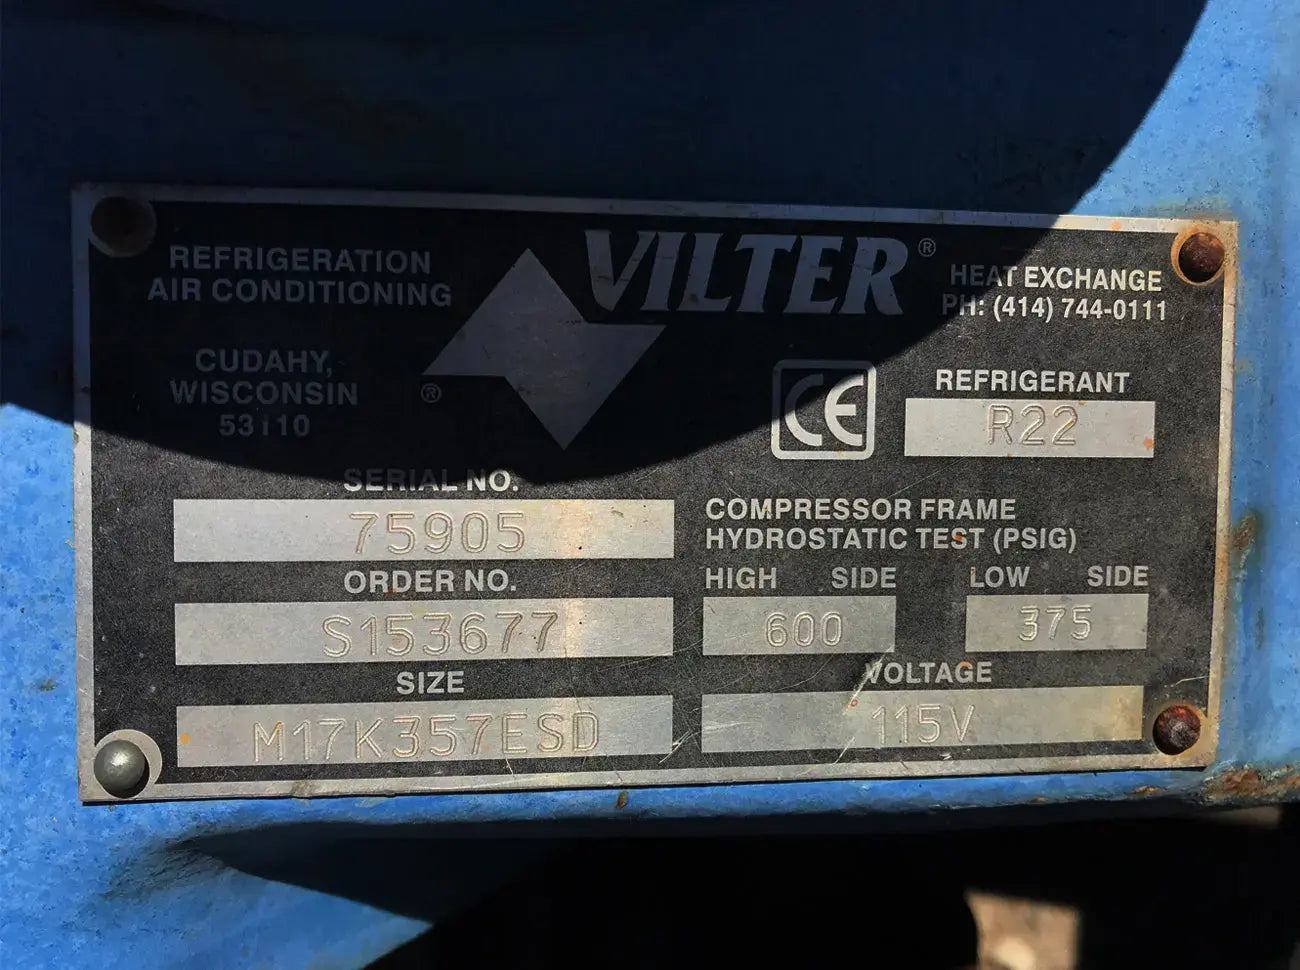 REFRIGERATION
AIR CONDITIONING
VILTER®
HEAT EXCHANGE
PH: (414) 744-0111
CUDAHY,
WISCONSIN
53110
®
CE
REFRIGERANT
R22
SERIAL NO.
75905
COMPRESSOR FRAME
HYDROSTATIC TEST (PSIG)
ORDER NO.
S153677
HIGH SIDE LOW SIDE
600 375
SIZE
M17K357ESD
VOLTAGE
115V